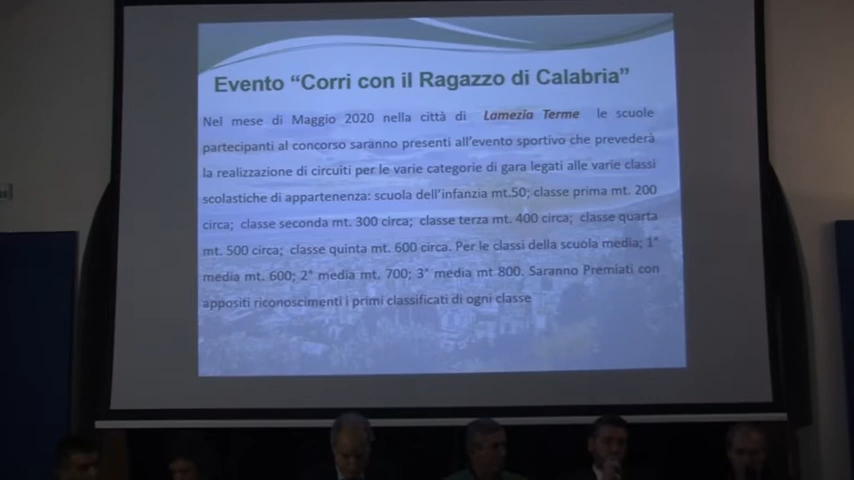 Evento “Corri con il Ragazzo di Calabria”
Nel mese di Maggio 2020 nella città di Lamezia Terme le scuole
partecipanti al concorso saranno presenti all’evento sportivo che prevederà
la realizzazione di circuiti per le varie categorie di gara legati alle varie classi
scolastiche di appartenenza: scuola dell’infanzia mt.50; classe prima mt. 200
circa; classe seconda mt. 300 circa; classe terza mt. 400 circa; classe quarta
mt. 500 circa; classe quinta mt. 600 circa. Per le classi della scuola media; 1°
media mt. 600; 2° media mt. 700; 3° media mt 800. Saranno Premiati con
appositi riconoscimenti i primi classificati di ogni classe